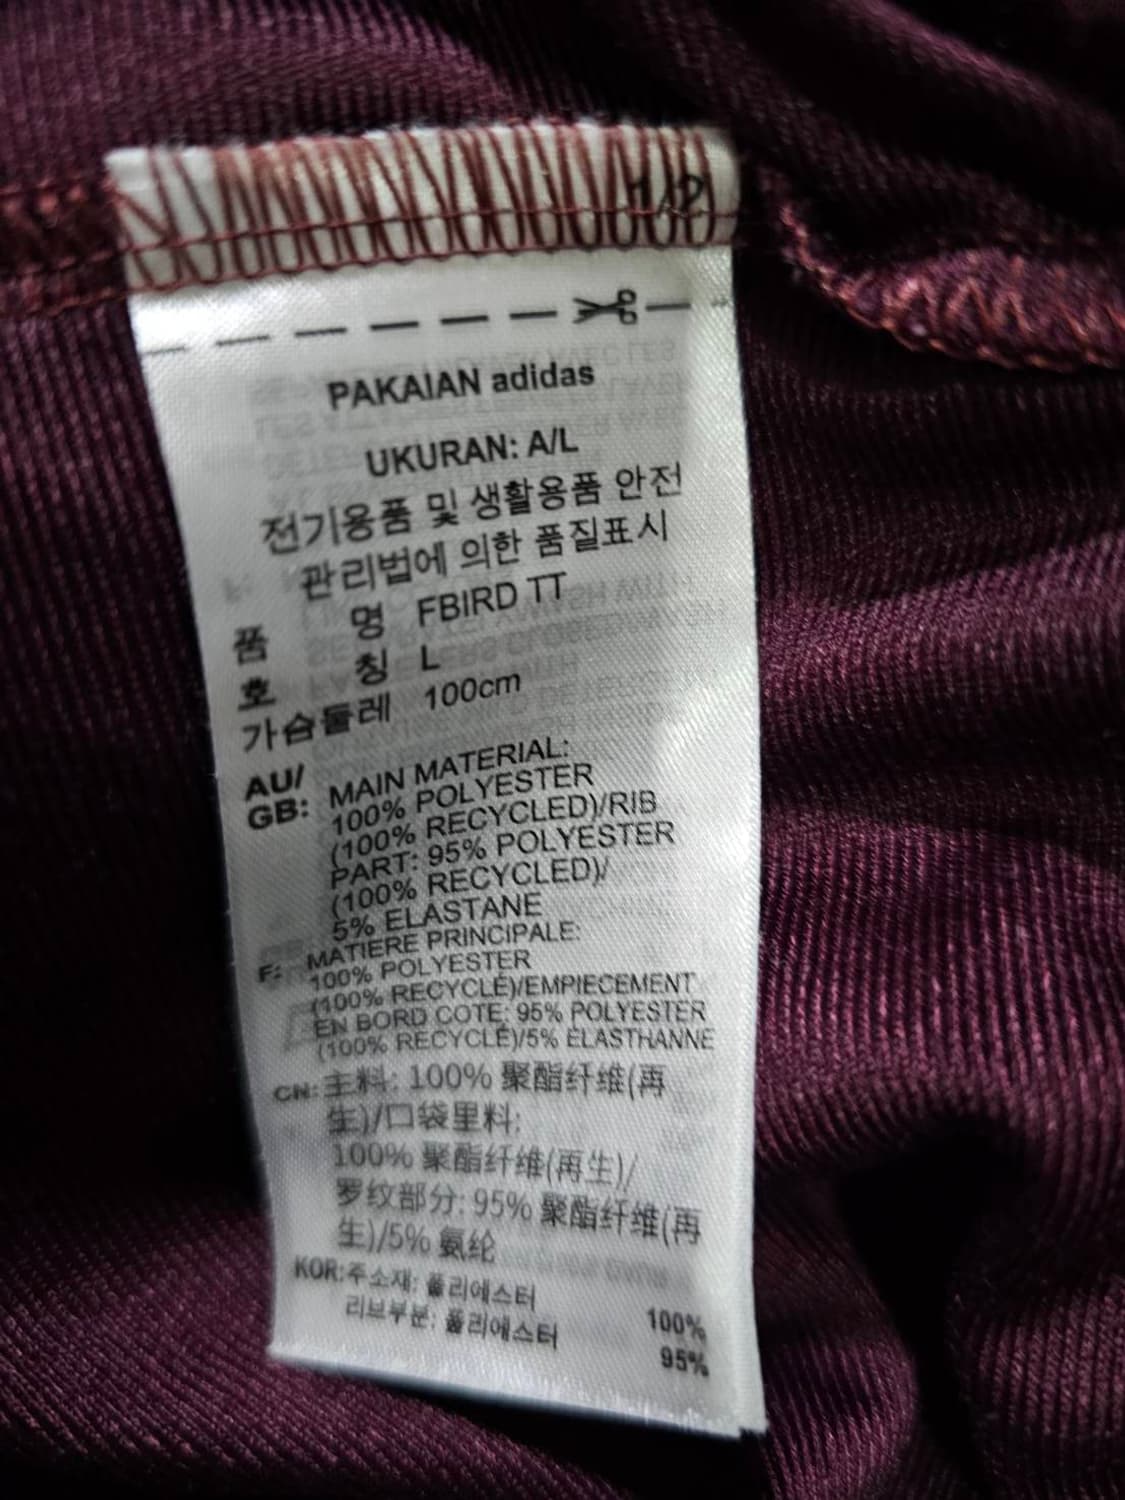 1/2
PAKAIAN adidas
UKURAN: A/L
전기용품 및 생활용품 안전
관리법에 의한 품질표시
품 명 FBIRD TT
호 칭 L
가슴둘레 100cm
AU/
GB: MAIN MATERIAL:
100% POLYESTER
(100% RECYCLED)/RIB
PART: 95% POLYESTER
(100% RECYCLED)/
5% ELASTANE
F: MATIERE PRINCIPALE:
100% POLYESTER
(100% RECYCLÉ)/EMPIECEMENT
EN BORD COTE: 95% POLYESTER
(100% RECYCLÉ)/5% ELASTHANNE
CN: 主料: 100% 聚酯纤维(再
生)/口袋里料:
100% 聚酯纤维(再生)/
罗纹部分: 95% 聚酯纤维(再
生)/5% 氨纶
KOR:주소재: 폴리에스터 100%
리브부분: 폴리에스터 95%